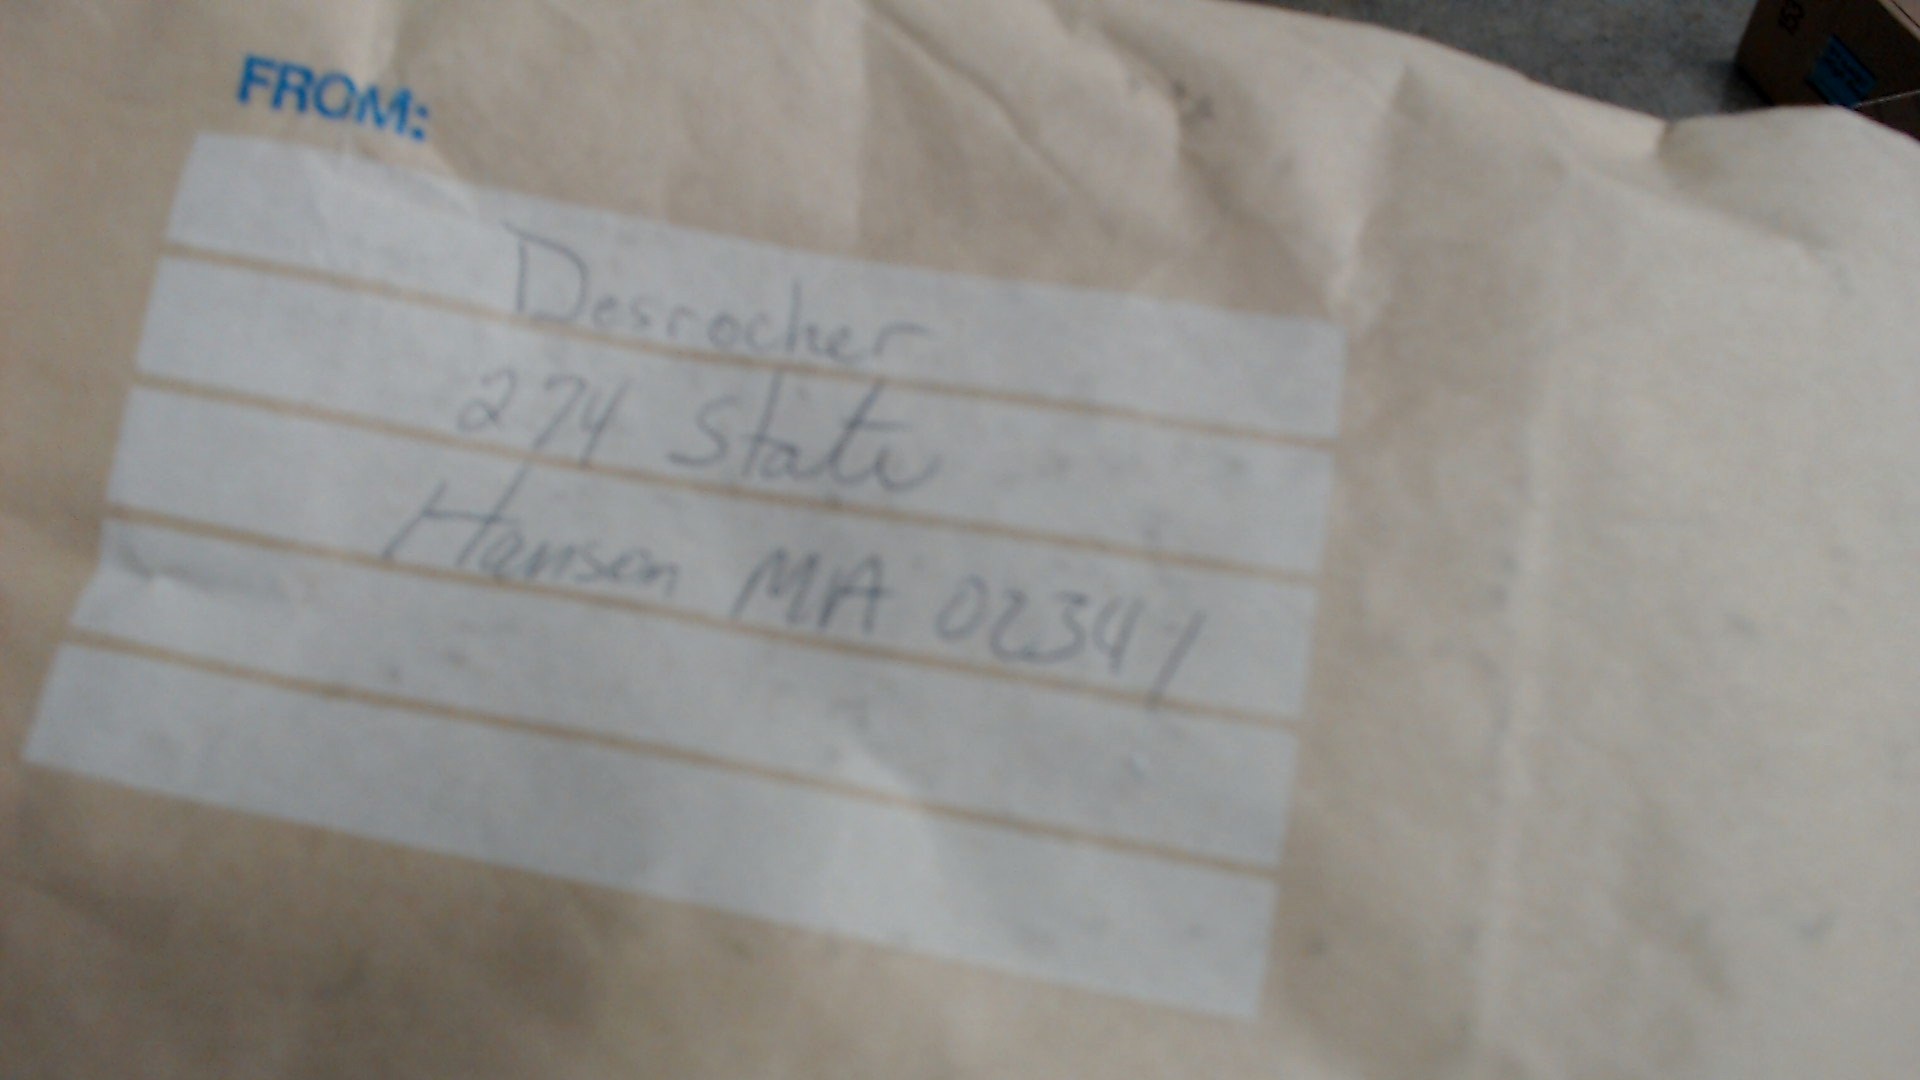 FROM:
Desrocher
274 State
Hanson MA 02341